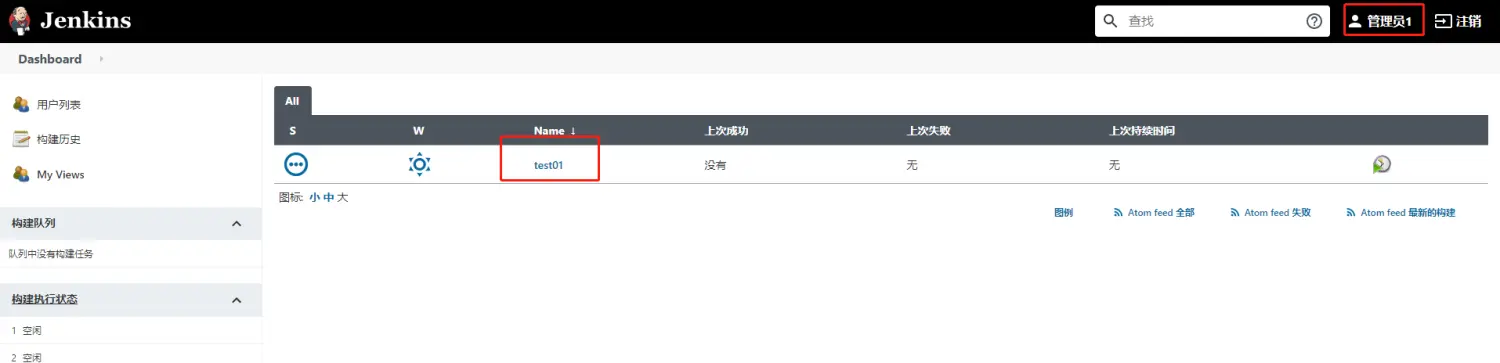 Jenkins
查找
管理员1
注销
Dashboard
用户列表
构建历史
My Views
构建队列
队列中没有构建任务
构建执行状态
1 空闲
2 空闲
All
S W Name ↓ 上次成功 上次失败 上次持续时间
test01 没有 无 无
图标: 小 中 大
图例 Atom feed 全部 Atom feed 失败 Atom feed 最新的构建